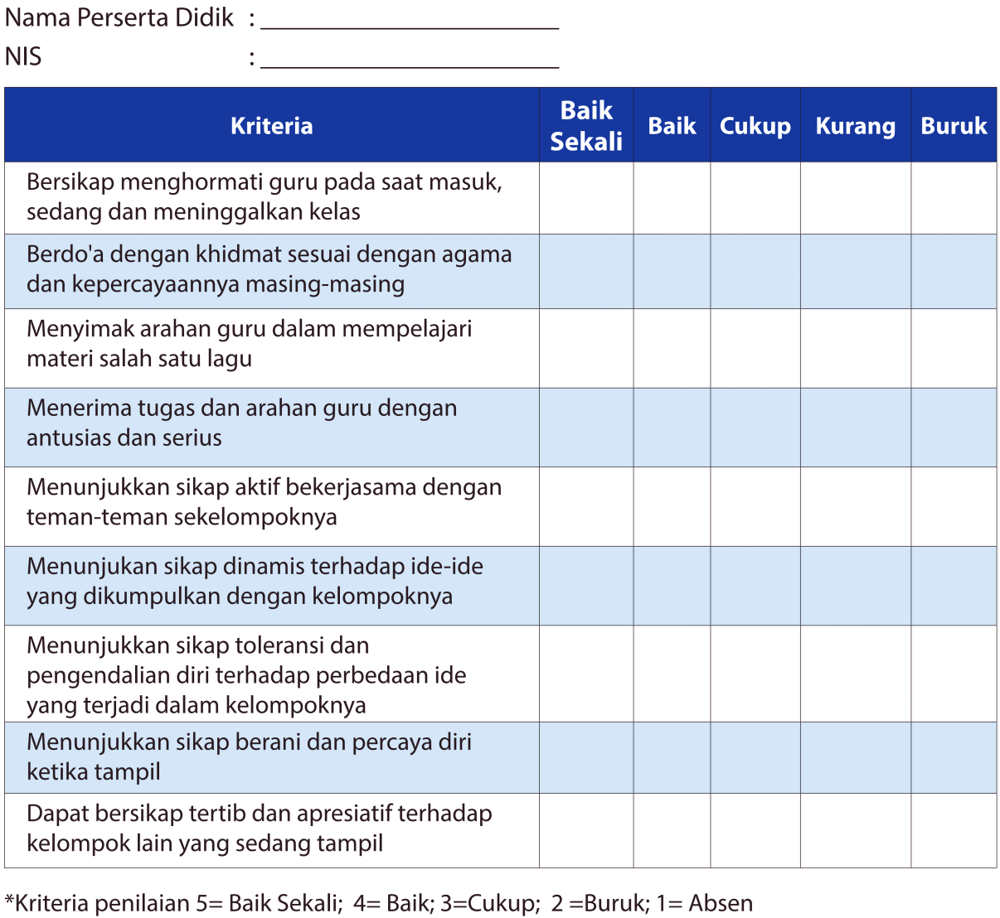 Nama Perserta Didik : ____________________
NIS : ____________________
Kriteria Baik Sekali Baik Cukup Kurang Buruk
Bersikap menghormati guru pada saat masuk,
sedang dan meninggalkan kelas
Berdo'a dengan khidmat sesuai dengan agama
dan kepercayaannya masing-masing
Menyimak arahan guru dalam mempelajari
materi salah satu lagu
Menerima tugas dan arahan guru dengan
antusias dan serius
Menunjukkan sikap aktif bekerjasama dengan
teman-teman sekelompoknya
Menunjukan sikap dinamis terhadap ide-ide
yang dikumpulkan dengan kelompoknya
Menunjukkan sikap toleransi dan
pengendalian diri terhadap perbedaan ide
yang terjadi dalam kelompoknya
Menunjukkan sikap berani dan percaya diri
ketika tampil
Dapat bersikap tertib dan apresiatif terhadap
kelompok lain yang sedang tampil
*Kriteria penilaian 5= Baik Sekali; 4= Baik; 3=Cukup; 2 =Buruk; 1= Absen